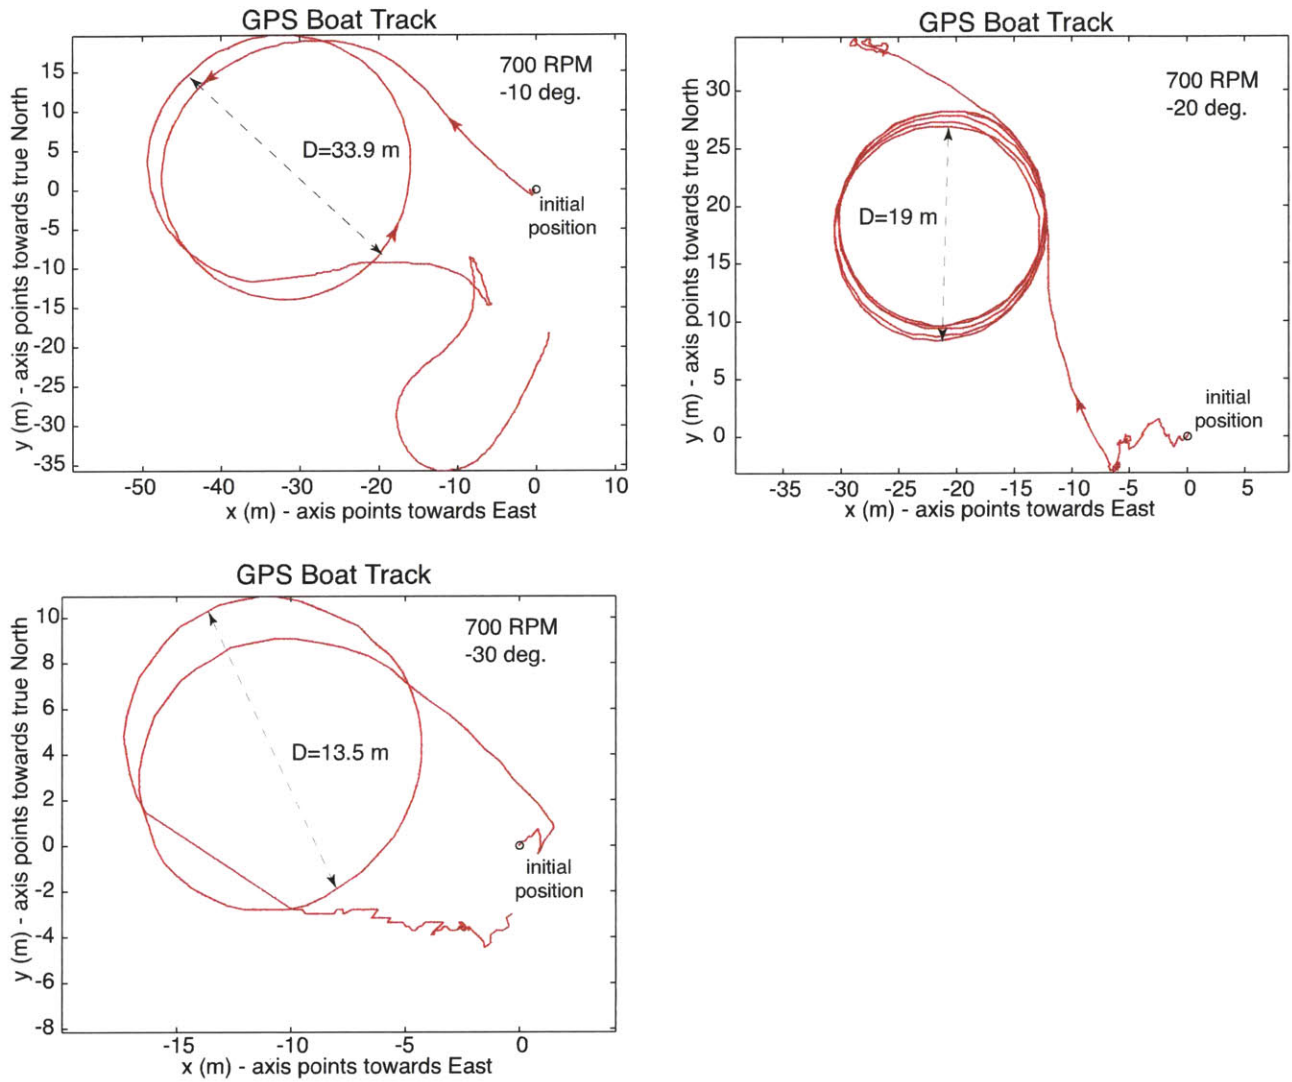 GPS Boat Track
700 RPM
-10 deg.
15
10
5
0
-5
-10
-15
-20
-25
-30
-35
y (m) - axis points towards true North
D=33.9 m
initial
position
-50 -40 -30 -20 -10 0 10
x (m) - axis points towards East
GPS Boat Track
700 RPM
-20 deg.
30
25
20
15
10
5
0
y (m) - axis points towards true North
D=19 m
initial
position
-35 -30 -25 -20 -15 -10 -5 0 5
x (m) - axis points towards East
GPS Boat Track
700 RPM
-30 deg.
10
8
6
4
2
0
-2
-4
-6
-8
y (m) - axis points towards true North
D=13.5 m
initial
position
-15 -10 -5 0
x (m) - axis points towards East